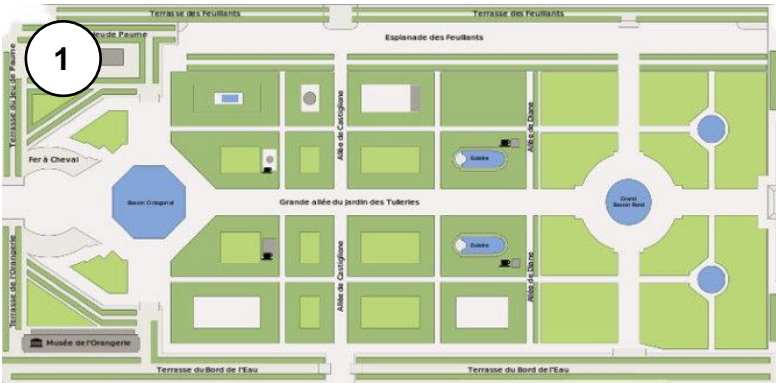 Terrasse des Feuillants
Terrasse des Feuillants
1
Jeu de Paume
Esplanade des Feuillants
Terrasse du Jeu de Paume
Allée de Castiglione
Allée de Diane
Exèdre
Fer à Cheval
Bassin Octogonal
Grande allée du jardin des Tuileries
Grand Bassin Rond
Terrasse de l'Orangerie
Allée de Castiglione
Allée de Diane
Exèdre
Musée de l'Orangerie
Terrasse du Bord de l'Eau
Terrasse du Bord de l'Eau